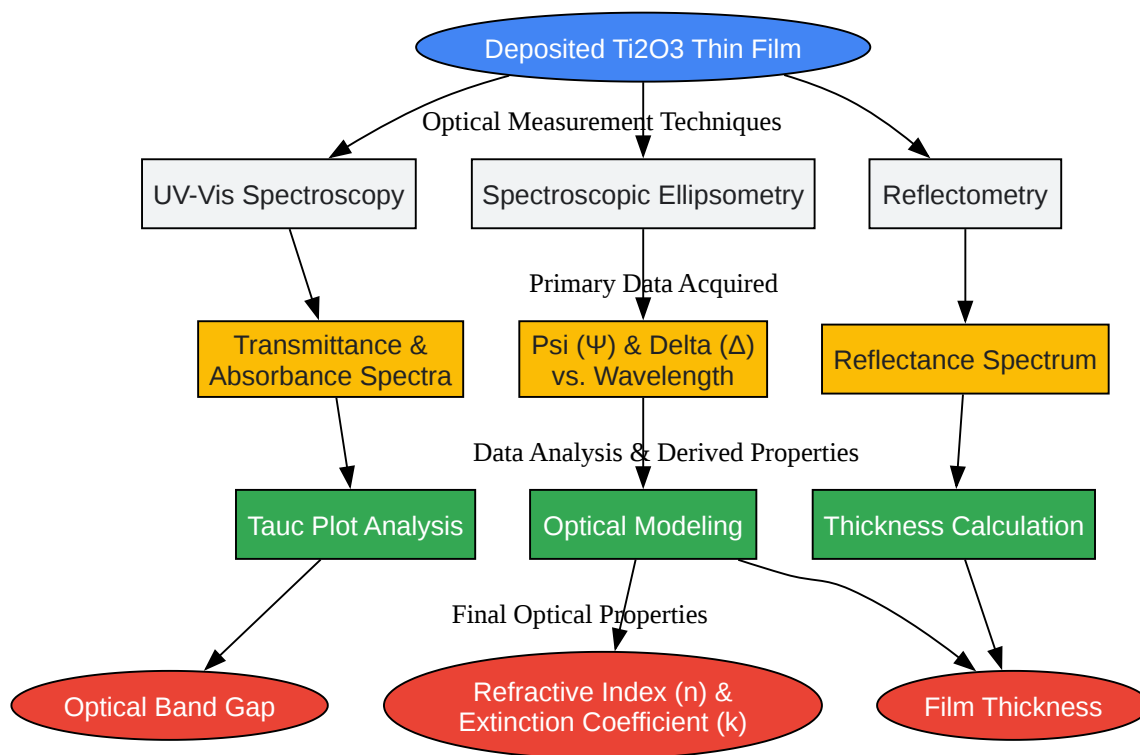 Deposited Ti2O3 Thin Film
Optical Measurement Techniques
UV-Vis Spectroscopy
Spectroscopic Ellipsometry
Reflectometry
Primary Data Acquired
Transmittance &
Absorbance Spectra
Psi (Ψ) & Delta (Δ)
vs. Wavelength
Reflectance Spectrum
Data Analysis & Derived Properties
Tauc Plot Analysis
Optical Modeling
Thickness Calculation
Final Optical Properties
Optical Band Gap
Refractive Index (n) &
Extinction Coefficient (k)
Film Thickness